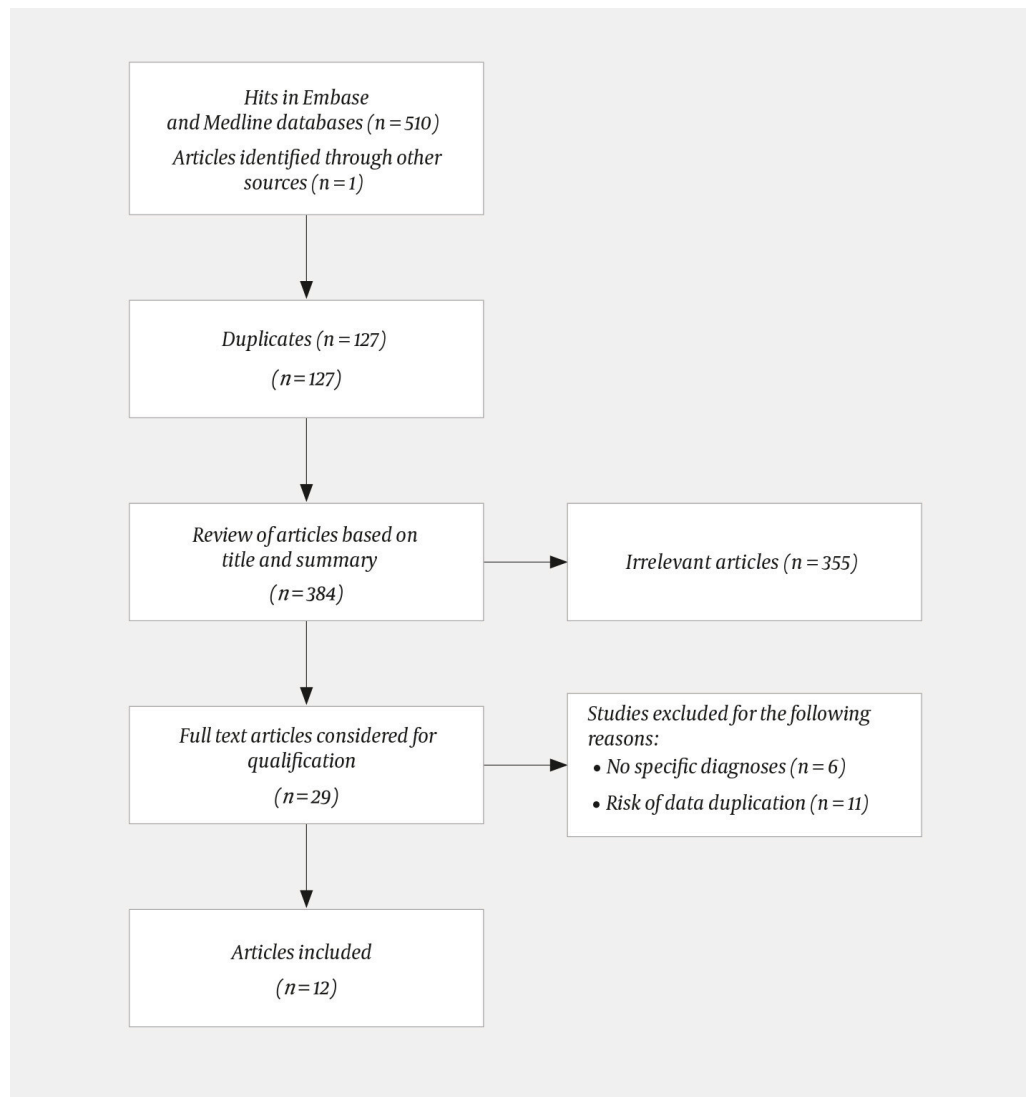 Hits in Embase
and Medline databases (n = 510)
Articles identified through other
sources (n = 1)
Duplicates (n = 127)
(n = 127)
Review of articles based on
title and summary
(n = 384)
Irrelevant articles (n = 355)
Full text articles considered for
qualification
(n = 29)
Studies excluded for the following
reasons:
• No specific diagnoses (n = 6)
• Risk of data duplication (n = 11)
Articles included
(n = 12)